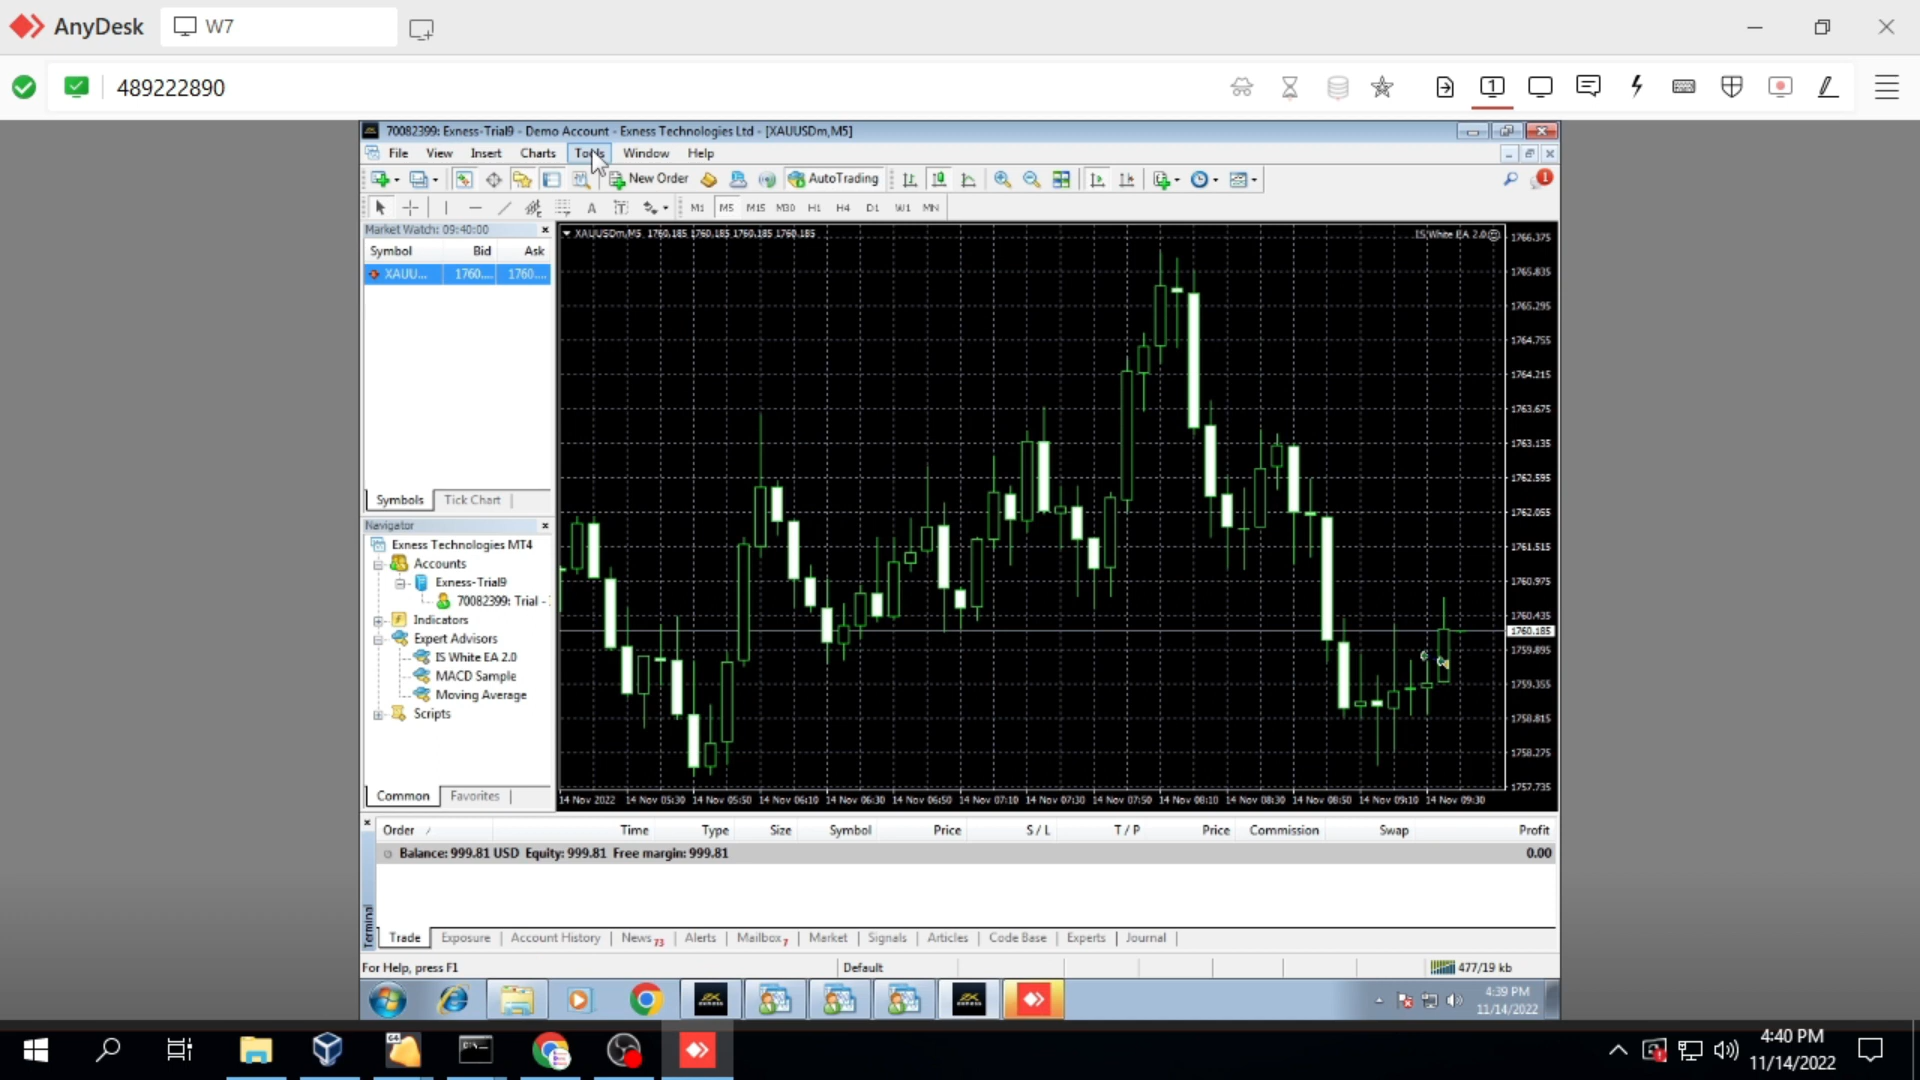 AnyDesk W7
489222890
70082399: Exness-Trial9 - Demo Account - Exness Technologies Ltd - [XAUUSDm,M5]
File View Insert Charts Tools Window Help
New Order AutoTrading 1
A T M1 M5 M15 M30 H1 H4 D1 W1 MN
Market Watch: 09:40:00
Symbol Bid Ask
XAUU... 1760.... 1760....
Symbols Tick Chart
Navigator
Exness Technologies MT4
Accounts
Exness-Trial9
70082399: Trial -
Indicators
Expert Advisors
IS White EA 2.0
MACD Sample
Moving Average
Scripts
Common Favorites
XAUUSDm,M5 1760.185 1760.185 1760.185 1760.185
IS White EA 2.0
1766.375
1765.835
1765.295
1764.755
1764.215
1763.675
1763.135
1762.595
1762.055
1761.515
1760.975
1760.435
1760.185
1759.895
1759.355
1758.815
1758.275
1757.735
14 Nov 2022 14 Nov 05:30 14 Nov 05:50 14 Nov 06:10 14 Nov 06:30 14 Nov 06:50 14 Nov 07:10 14 Nov 07:30 14 Nov 07:50 14 Nov 08:10 14 Nov 08:30 14 Nov 08:50 14 Nov 09:10 14 Nov 09:30
Order / Time Type Size Symbol Price S / L T / P Price Commission Swap Profit
Balance: 999.81 USD Equity: 999.81 Free margin: 999.81 0.00
Terminal
Trade Exposure Account History News 73 Alerts Mailbox 7 Market Signals Articles Code Base Experts Journal
For Help, press F1 Default 477/19 kb
4:39 PM
11/14/2022
4:40 PM
11/14/2022